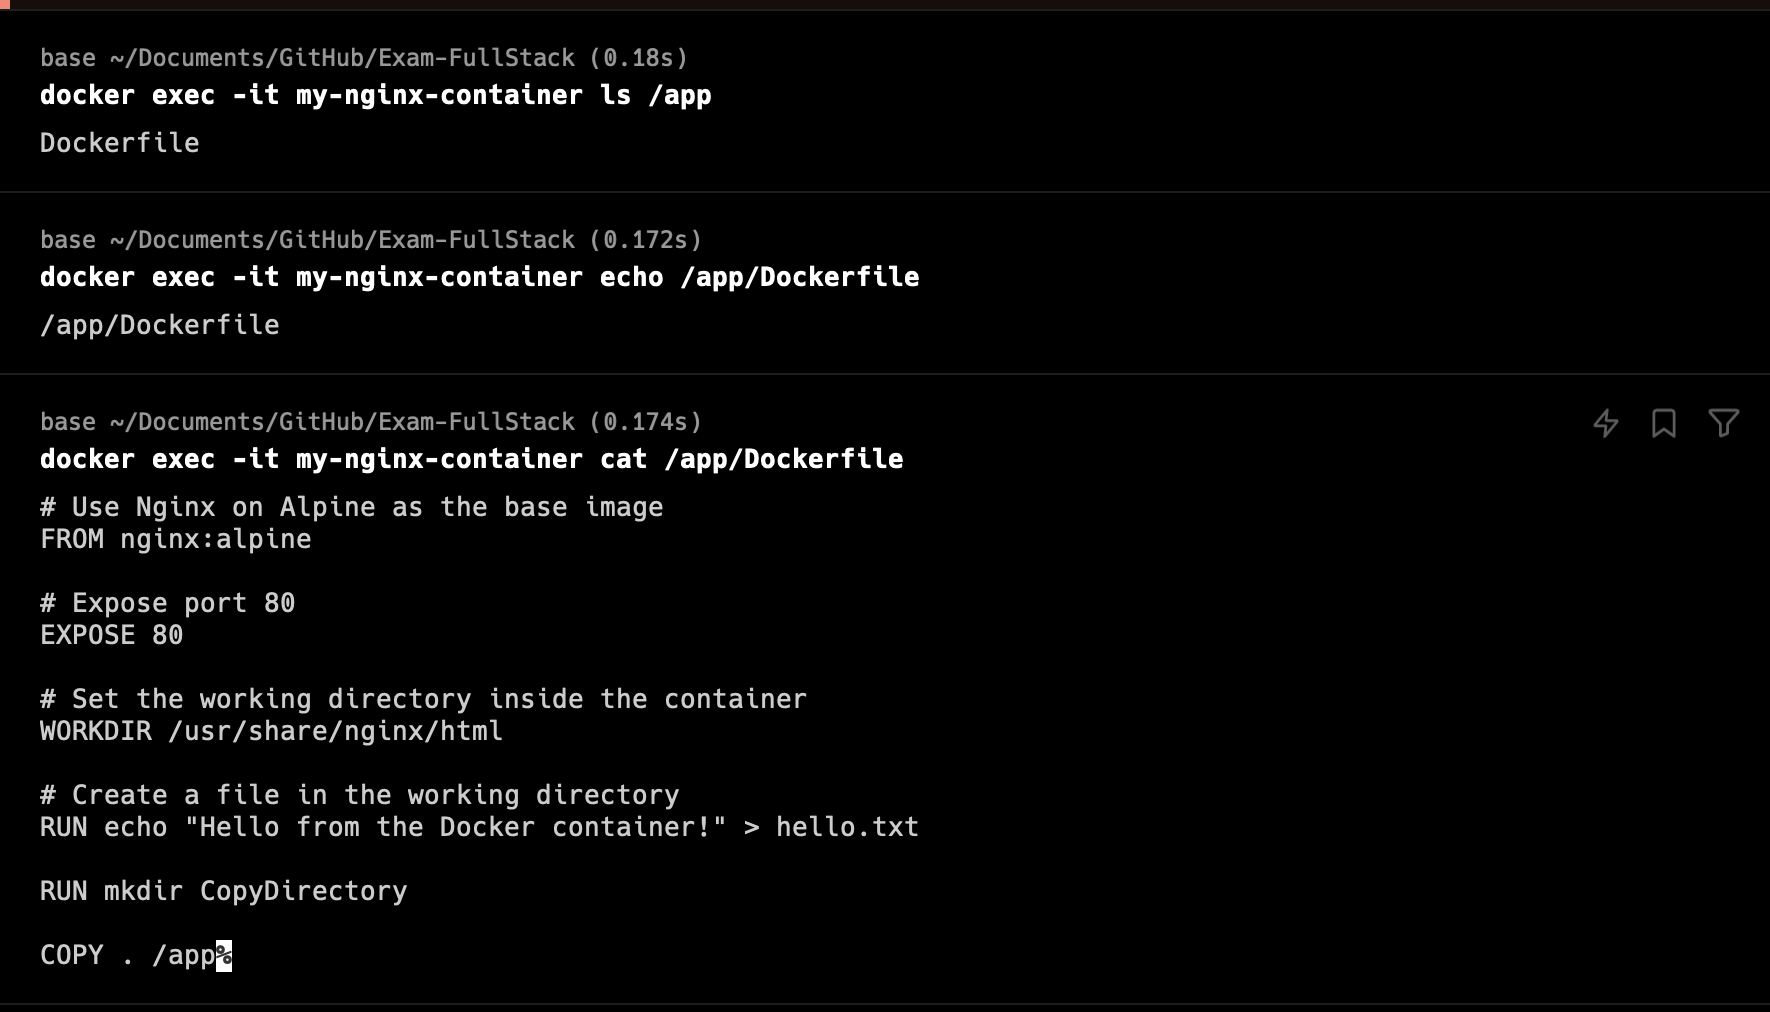 base ~/Documents/GitHub/Exam-FullStack (0.18s)
docker exec -it my-nginx-container ls /app
Dockerfile
base ~/Documents/GitHub/Exam-FullStack (0.172s)
docker exec -it my-nginx-container echo /app/Dockerfile
/app/Dockerfile
base ~/Documents/GitHub/Exam-FullStack (0.174s)
docker exec -it my-nginx-container cat /app/Dockerfile
# Use Nginx on Alpine as the base image
FROM nginx:alpine
# Expose port 80
EXPOSE 80
# Set the working directory inside the container
WORKDIR /usr/share/nginx/html
# Create a file in the working directory
RUN echo "Hello from the Docker container!" > hello.txt
RUN mkdir CopyDirectory
COPY . /app%